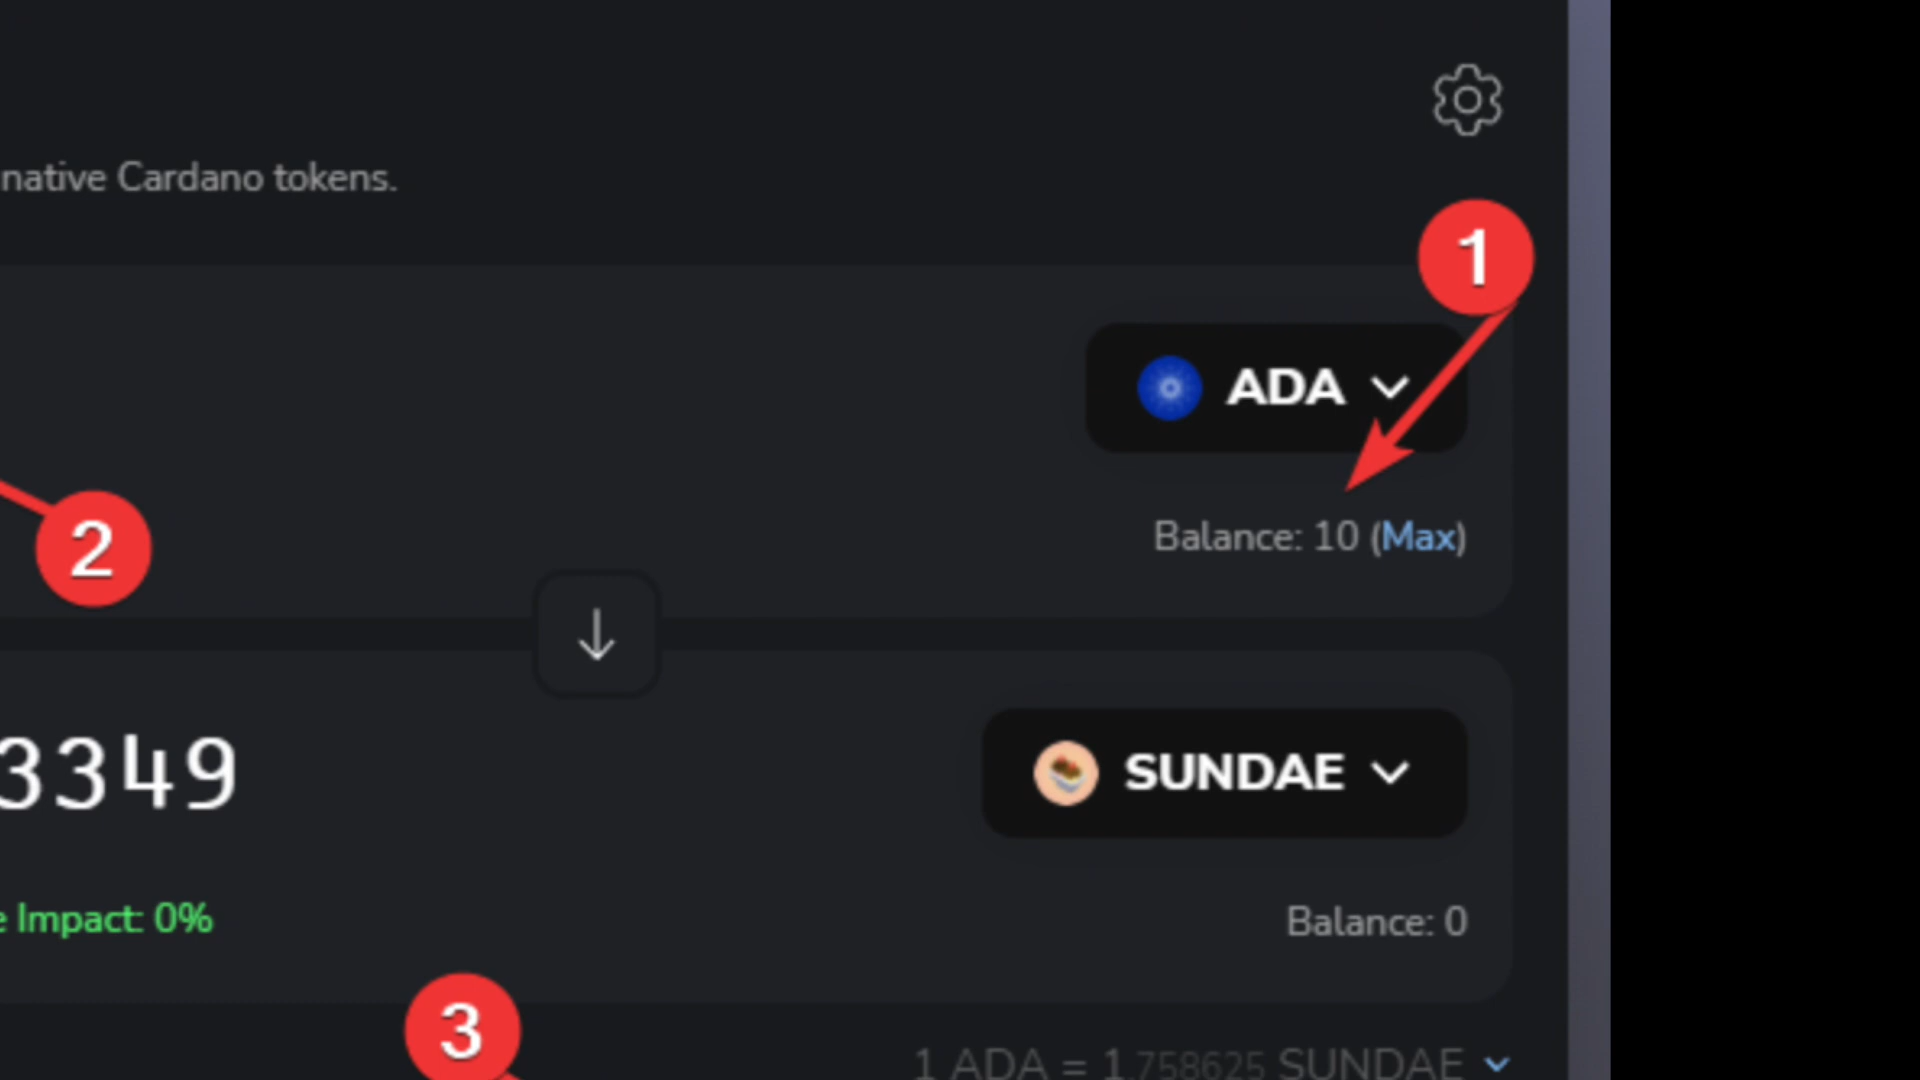 native Cardano tokens.
1
ADA
2
Balance: 10 (Max)
3349
SUNDAE
Impact: 0%
Balance: 0
3
1 ADA = 1.758625 SUNDAE